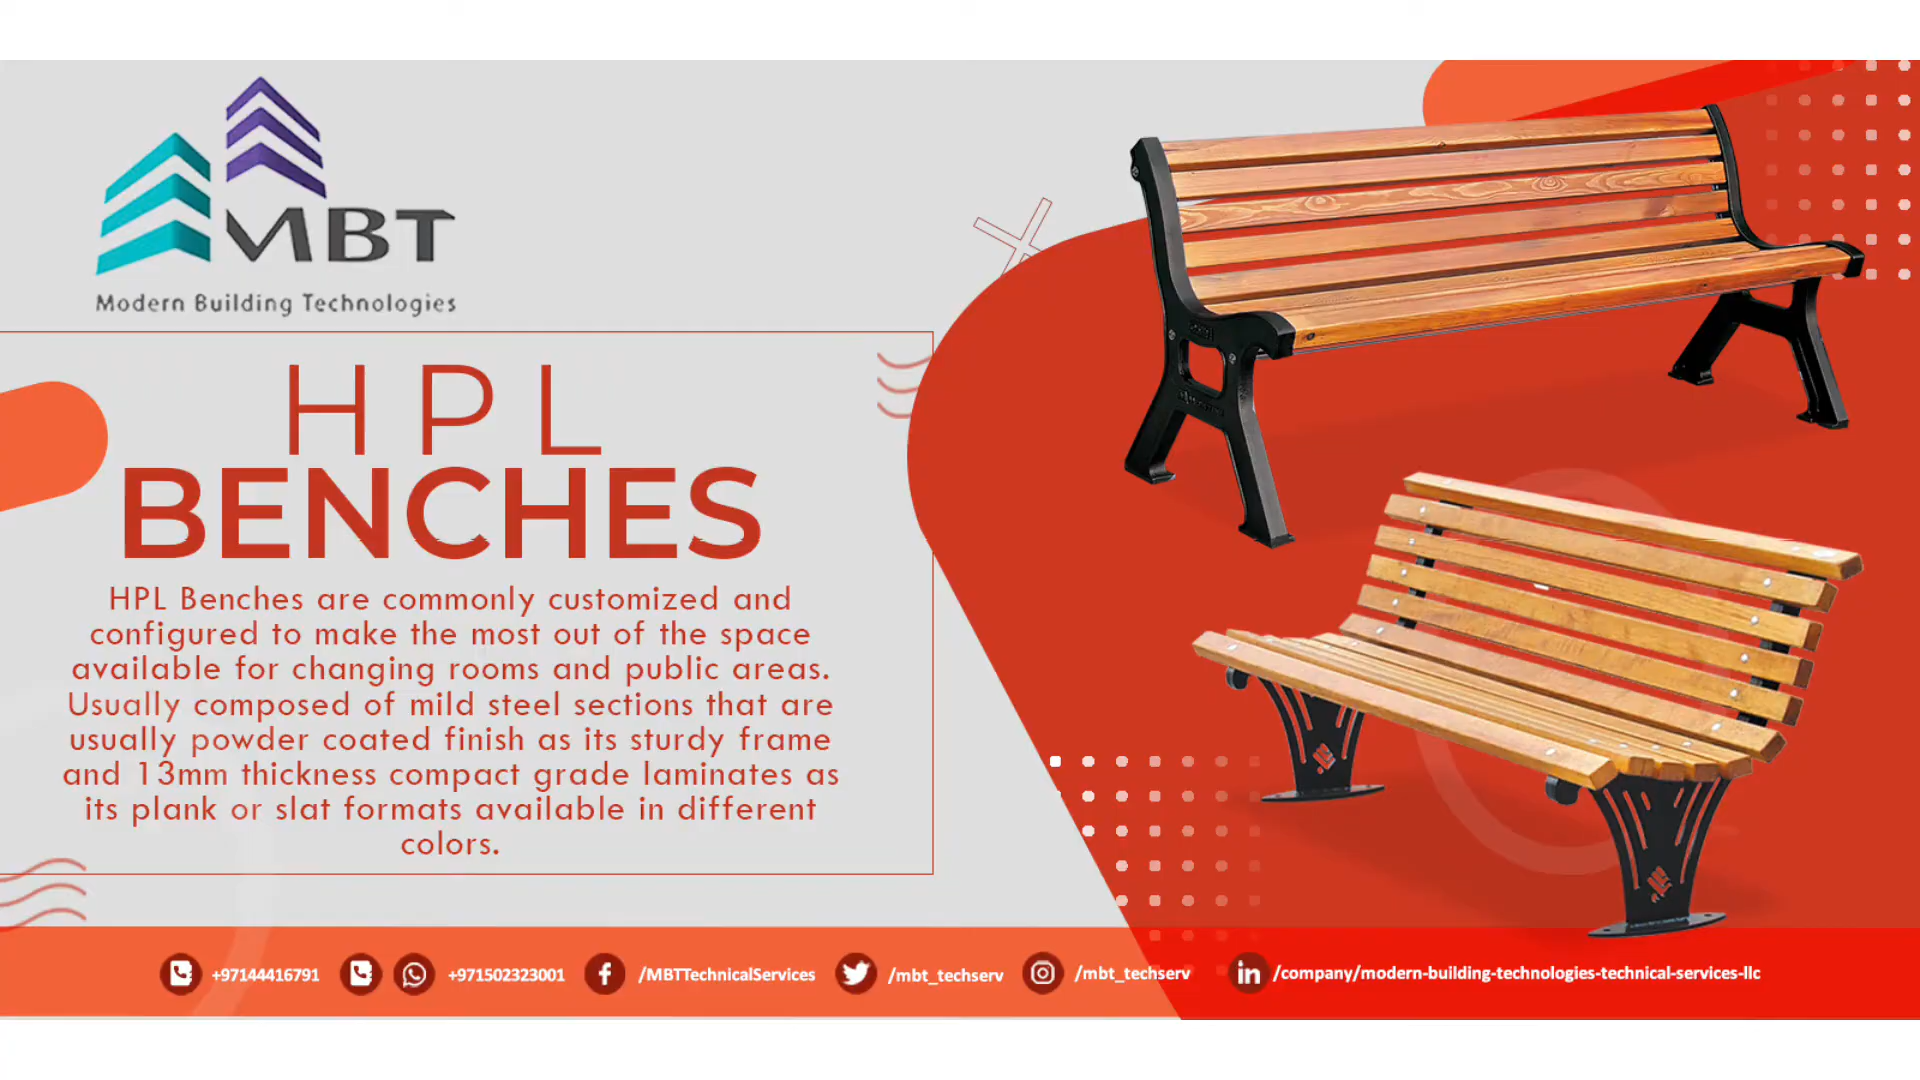 MBT
Modern Building Technologies
HPL
BENCHES
HPL Benches are commonly customized and
configured to make the most out of the space
available for changing rooms and public areas.
Usually composed of mild steel sections that are
usually powder coated finish as its sturdy frame
and 13mm thickness compact grade laminates as
its plank or slat formats available in different
colors.
+97144416791 +971502323001 /MBTTechnicalServices /mbt_techserv /mbt_techserv /company/modern-building-technologies-technical-services-llc